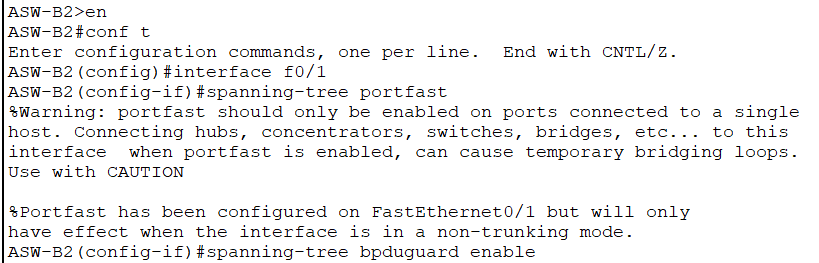 ASW-B2>en
ASW-B2#conf t
Enter configuration commands, one per line.  End with CNTL/Z.
ASW-B2(config)#interface f0/1
ASW-B2(config-if)#spanning-tree portfast
%Warning: portfast should only be enabled on ports connected to a single
host. Connecting hubs, concentrators, switches, bridges, etc... to this
interface  when portfast is enabled, can cause temporary bridging loops.
Use with CAUTION

%Portfast has been configured on FastEthernet0/1 but will only
have effect when the interface is in a non-trunking mode.
ASW-B2(config-if)#spanning-tree bpduguard enable